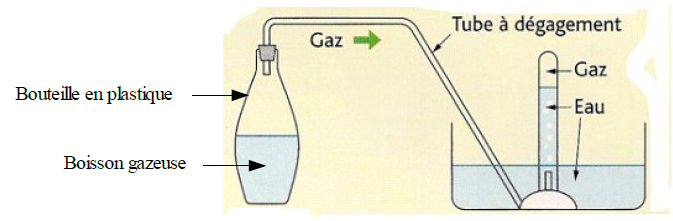 Tube à dégagement
Gaz
Gaz
Bouteille en plastique
Eau
Boisson gazeuse